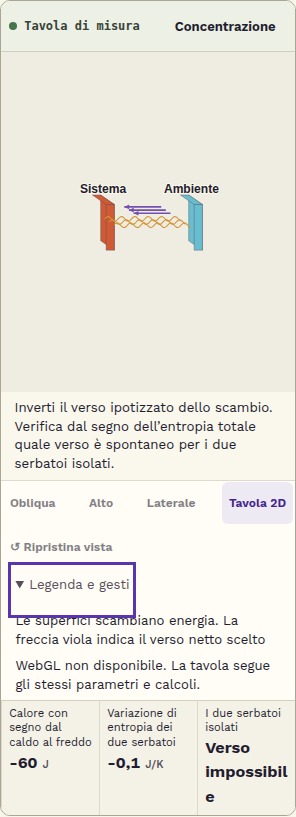 Tavola di misura
Concentrazione
Sistema
Ambiente
Inverti il verso ipotizzato dello scambio.
Verifica dal segno dell’entropia totale
quale verso è spontaneo per i due
serbatoi isolati.
Obliqua
Alto
Laterale
Tavola 2D
↺ Ripristina vista
▼ Legenda e gesti
Le superfici scambiano energia. La
freccia viola indica il verso netto scelto
WebGL non disponibile. La tavola segue
gli stessi parametri e calcoli.
Calore con
segno dal
caldo al freddo
-60 J
Variazione di
entropia dei
due serbatoi
-0,1 J/K
I due serbatoi
isolati
Verso
impossibil
e